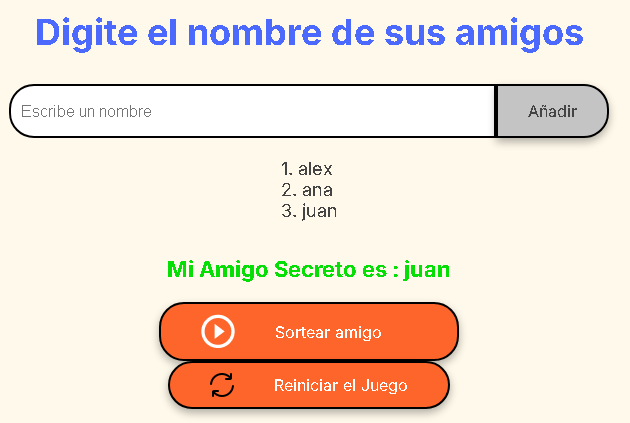 Digite el nombre de sus amigos
Escribe un nombre
Añadir
1. alex
2. ana
3. juan
Mi Amigo Secreto es : juan
Sortear amigo
Reiniciar el Juego